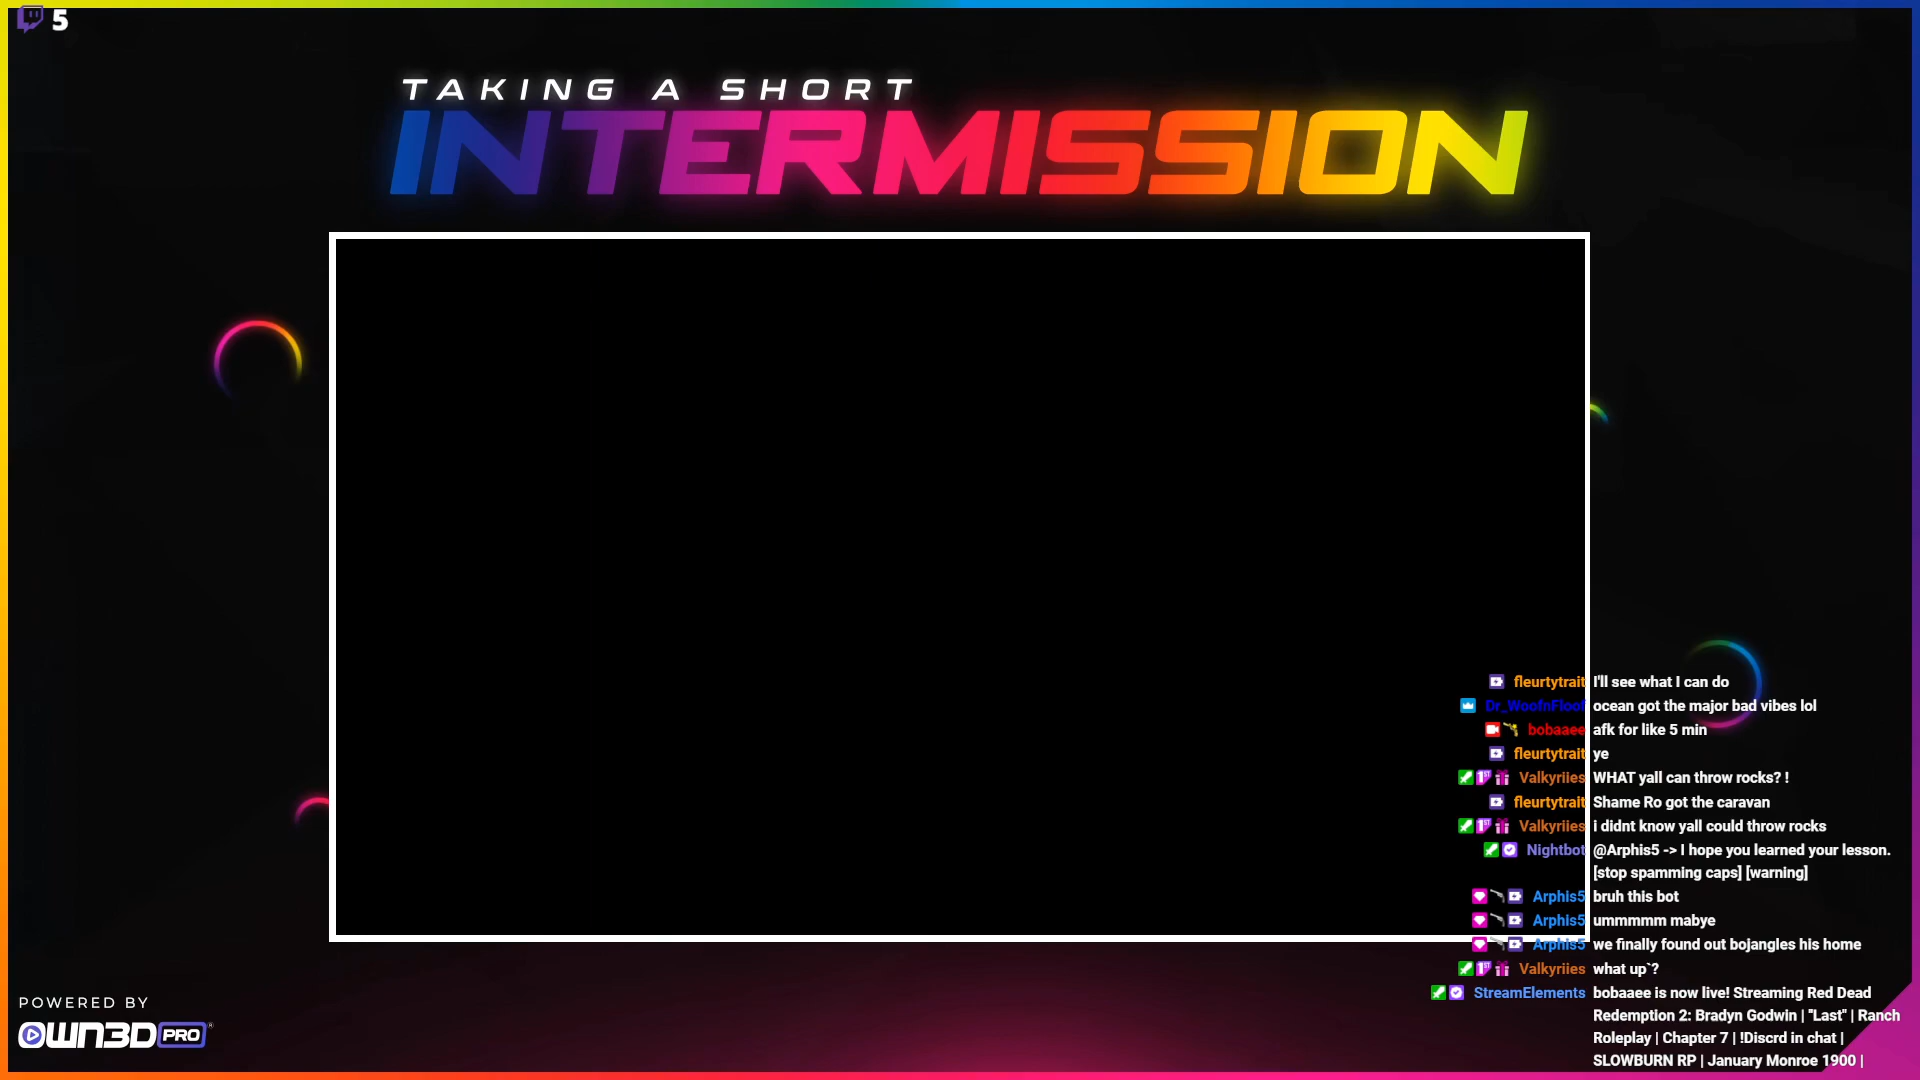 5
TAKING A SHORT
INTERMISSION
fleurtytrait I'll see what I can do
Dr_WoofnFloof ocean got the major bad vibes lol
bobaaee afk for like 5 min
fleurtytrait ye
Valkyriies WHAT yall can throw rocks? !
fleurtytrait Shame Ro got the caravan
Valkyriies i didnt know yall could throw rocks
Nightbot @Arphis5 -> I hope you learned your lesson.
[stop spamming caps] [warning]
Arphis5 bruh this bot
Arphis5 ummmmm mabye
Arphis5 we finally found out bojangles his home
Valkyriies what up`?
StreamElements bobaaee is now live! Streaming Red Dead
Redemption 2: Bradyn Godwin | "Last" | Ranch
Roleplay | Chapter 7 | !Discrd in chat |
SLOWBURN RP | January Monroe 1900 |
POWERED BY
OWN3D PRO